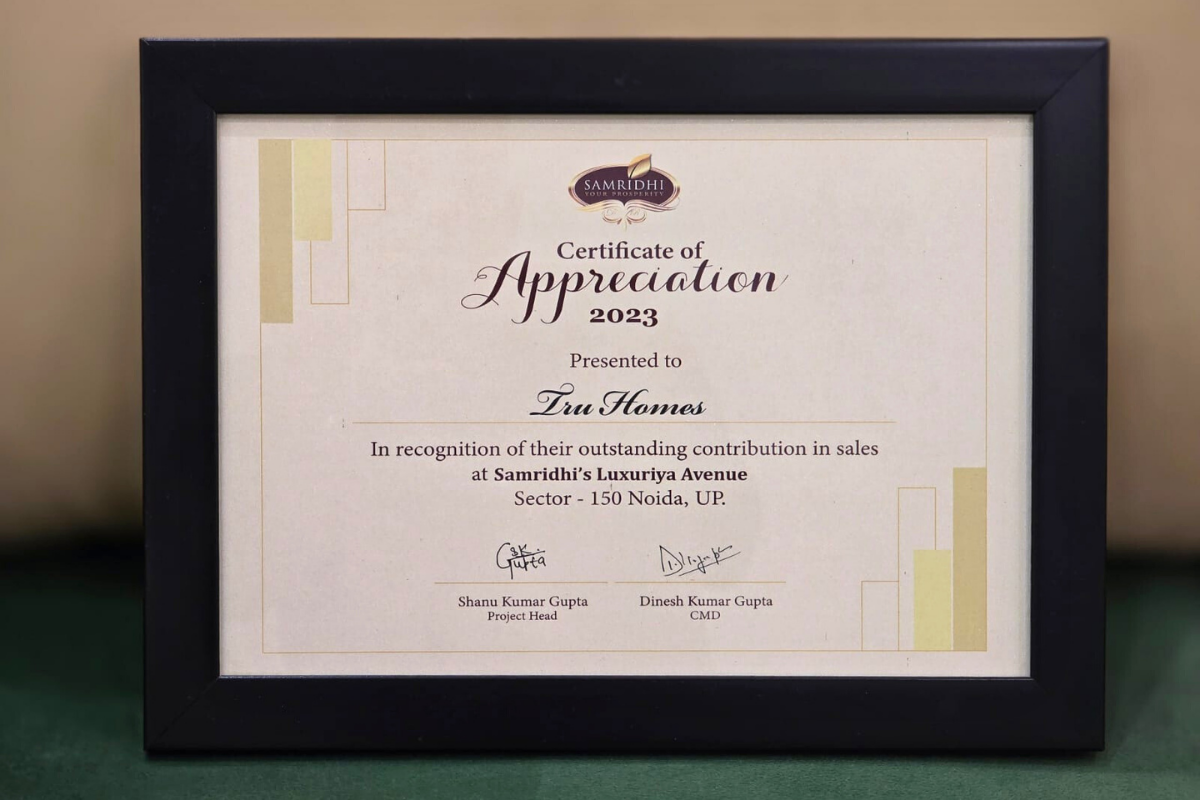 SAMRIDHI
YOUR PROSPERITY
Certificate of
Appreciation
2023
Presented to
Tru Homes
In recognition of their outstanding contribution in sales
at Samridhi's Luxuriya Avenue
Sector - 150 Noida, UP.
S.K. Gupta
Shanu Kumar Gupta
Project Head
Dinesh Kumar Gupta
CMD